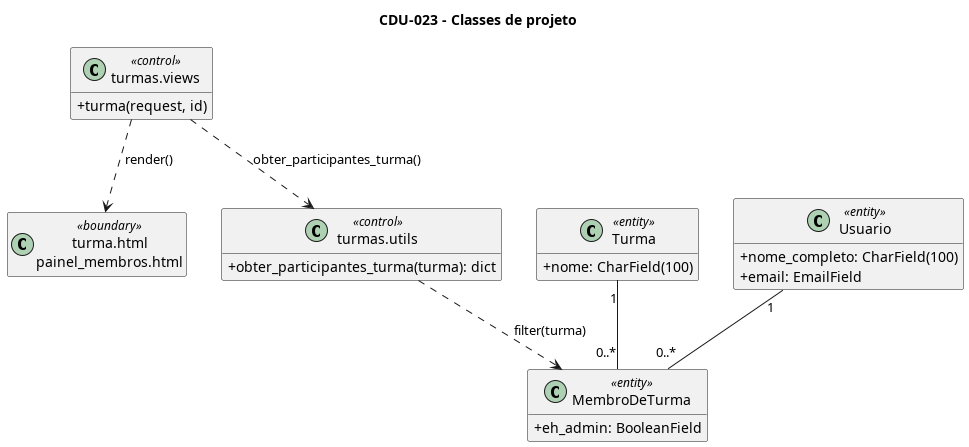 CDU-023 - Classes de projeto
C
«control»
turmas.views
+turma(request, id)
render()
obter_participantes_turma()
C
«boundary»
turma.html
painel_membros.html
C
«control»
turmas.utils
+obter_participantes_turma(turma): dict
C
«entity»
Turma
+nome: CharField(100)
C
«entity»
Usuario
+nome_completo: CharField(100)
+email: EmailField
1
1
filter(turma)
0..*
0..*
C
«entity»
MembroDeTurma
+eh_admin: BooleanField